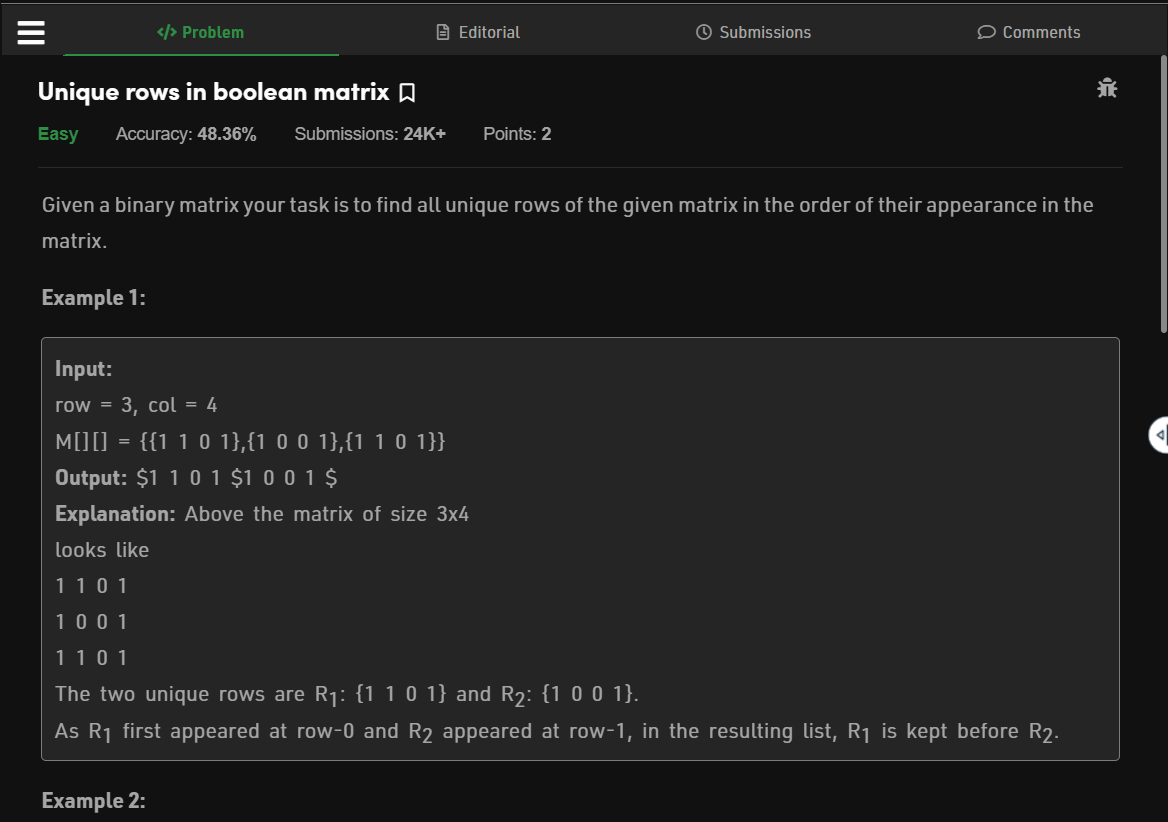 </> Problem
Editorial
Submissions
Comments
Unique rows in boolean matrix
Easy Accuracy: 48.36% Submissions: 24K+ Points: 2
Given a binary matrix your task is to find all unique rows of the given matrix in the order of their appearance in the
matrix.
Example 1:
Input:
row = 3, col = 4
M[][] = {{1 1 0 1},{1 0 0 1},{1 1 0 1}}
Output: $1 1 0 1 $1 0 0 1 $
Explanation: Above the matrix of size 3x4
looks like
1 1 0 1
1 0 0 1
1 1 0 1
The two unique rows are R1: {1 1 0 1} and R2: {1 0 0 1}.
As R1 first appeared at row-0 and R2 appeared at row-1, in the resulting list, R1 is kept before R2.
Example 2: